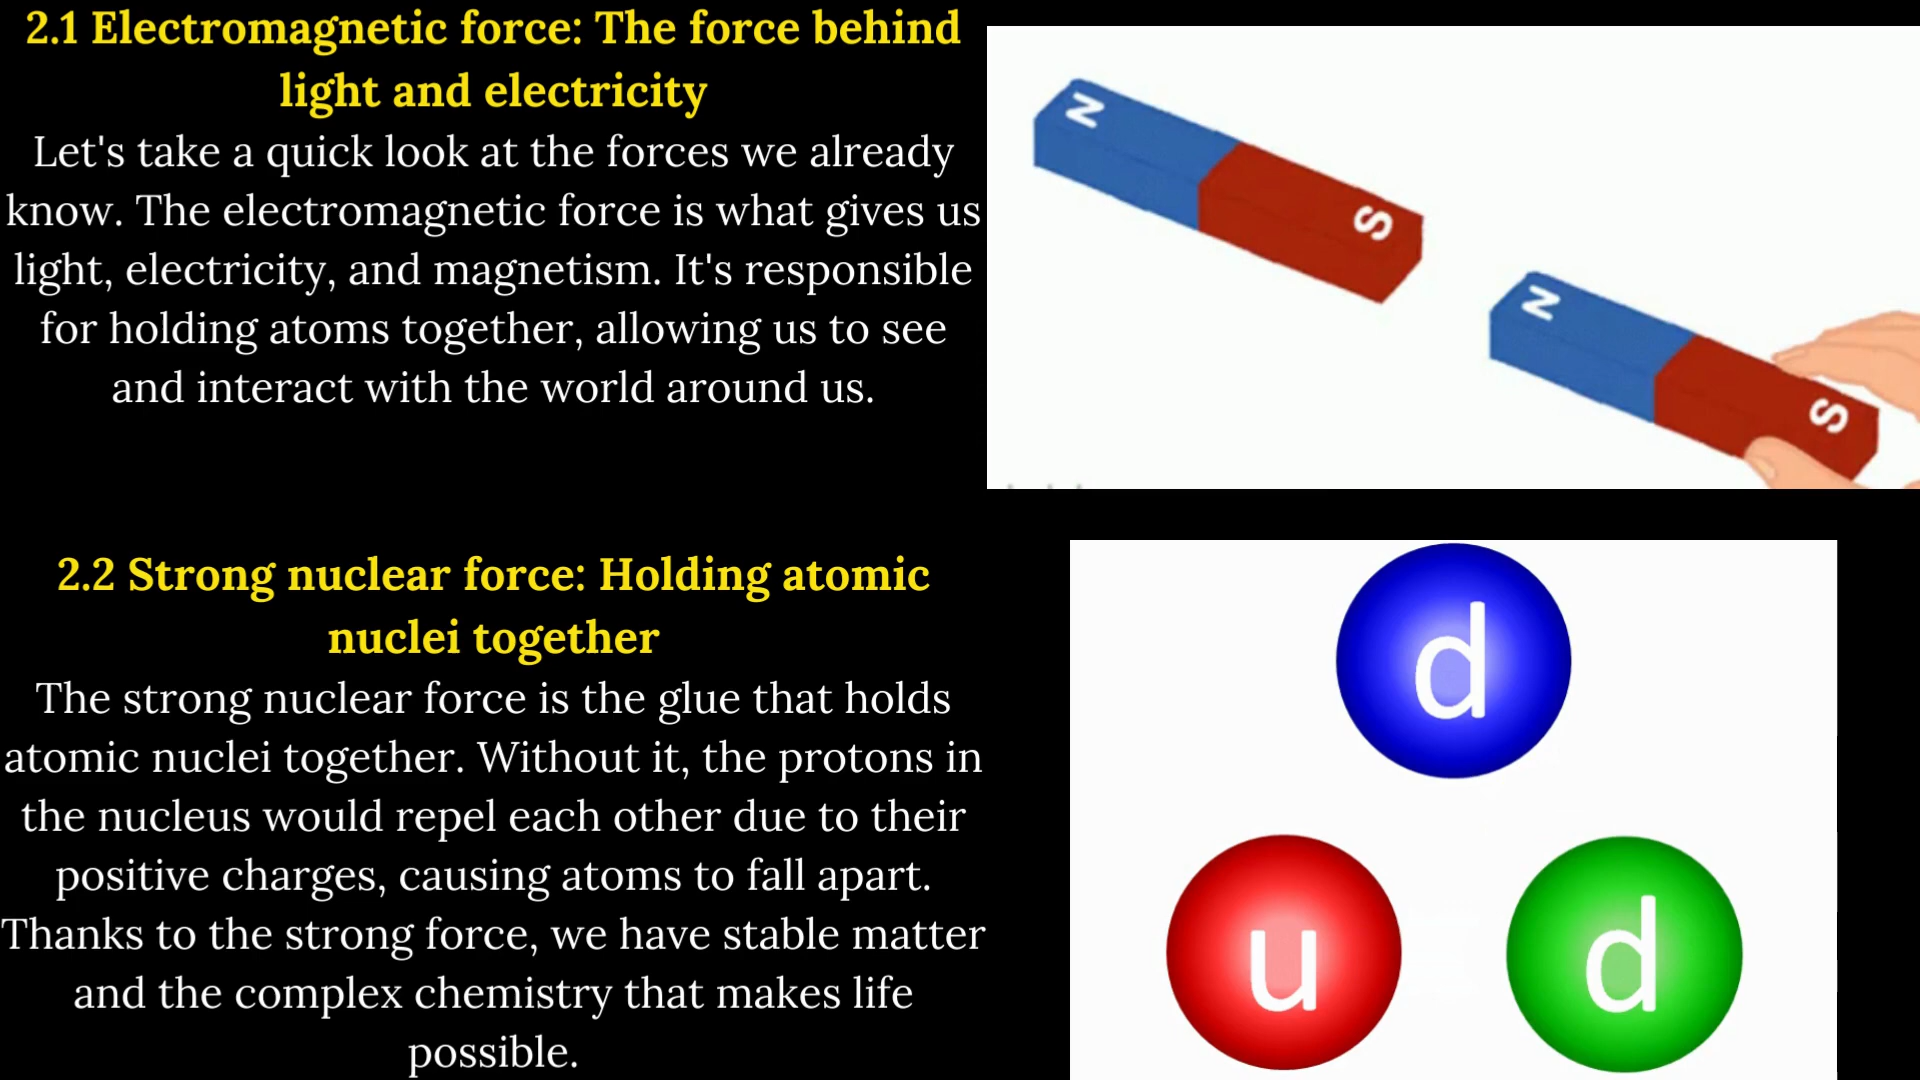 2.1 Electromagnetic force: The force behind
light and electricity
Let's take a quick look at the forces we already
know. The electromagnetic force is what gives us
light, electricity, and magnetism. It's responsible
for holding atoms together, allowing us to see
and interact with the world around us.
N
S
N
S
2.2 Strong nuclear force: Holding atomic
nuclei together
The strong nuclear force is the glue that holds
atomic nuclei together. Without it, the protons in
the nucleus would repel each other due to their
positive charges, causing atoms to fall apart.
Thanks to the strong force, we have stable matter
and the complex chemistry that makes life
possible.
d
u
d